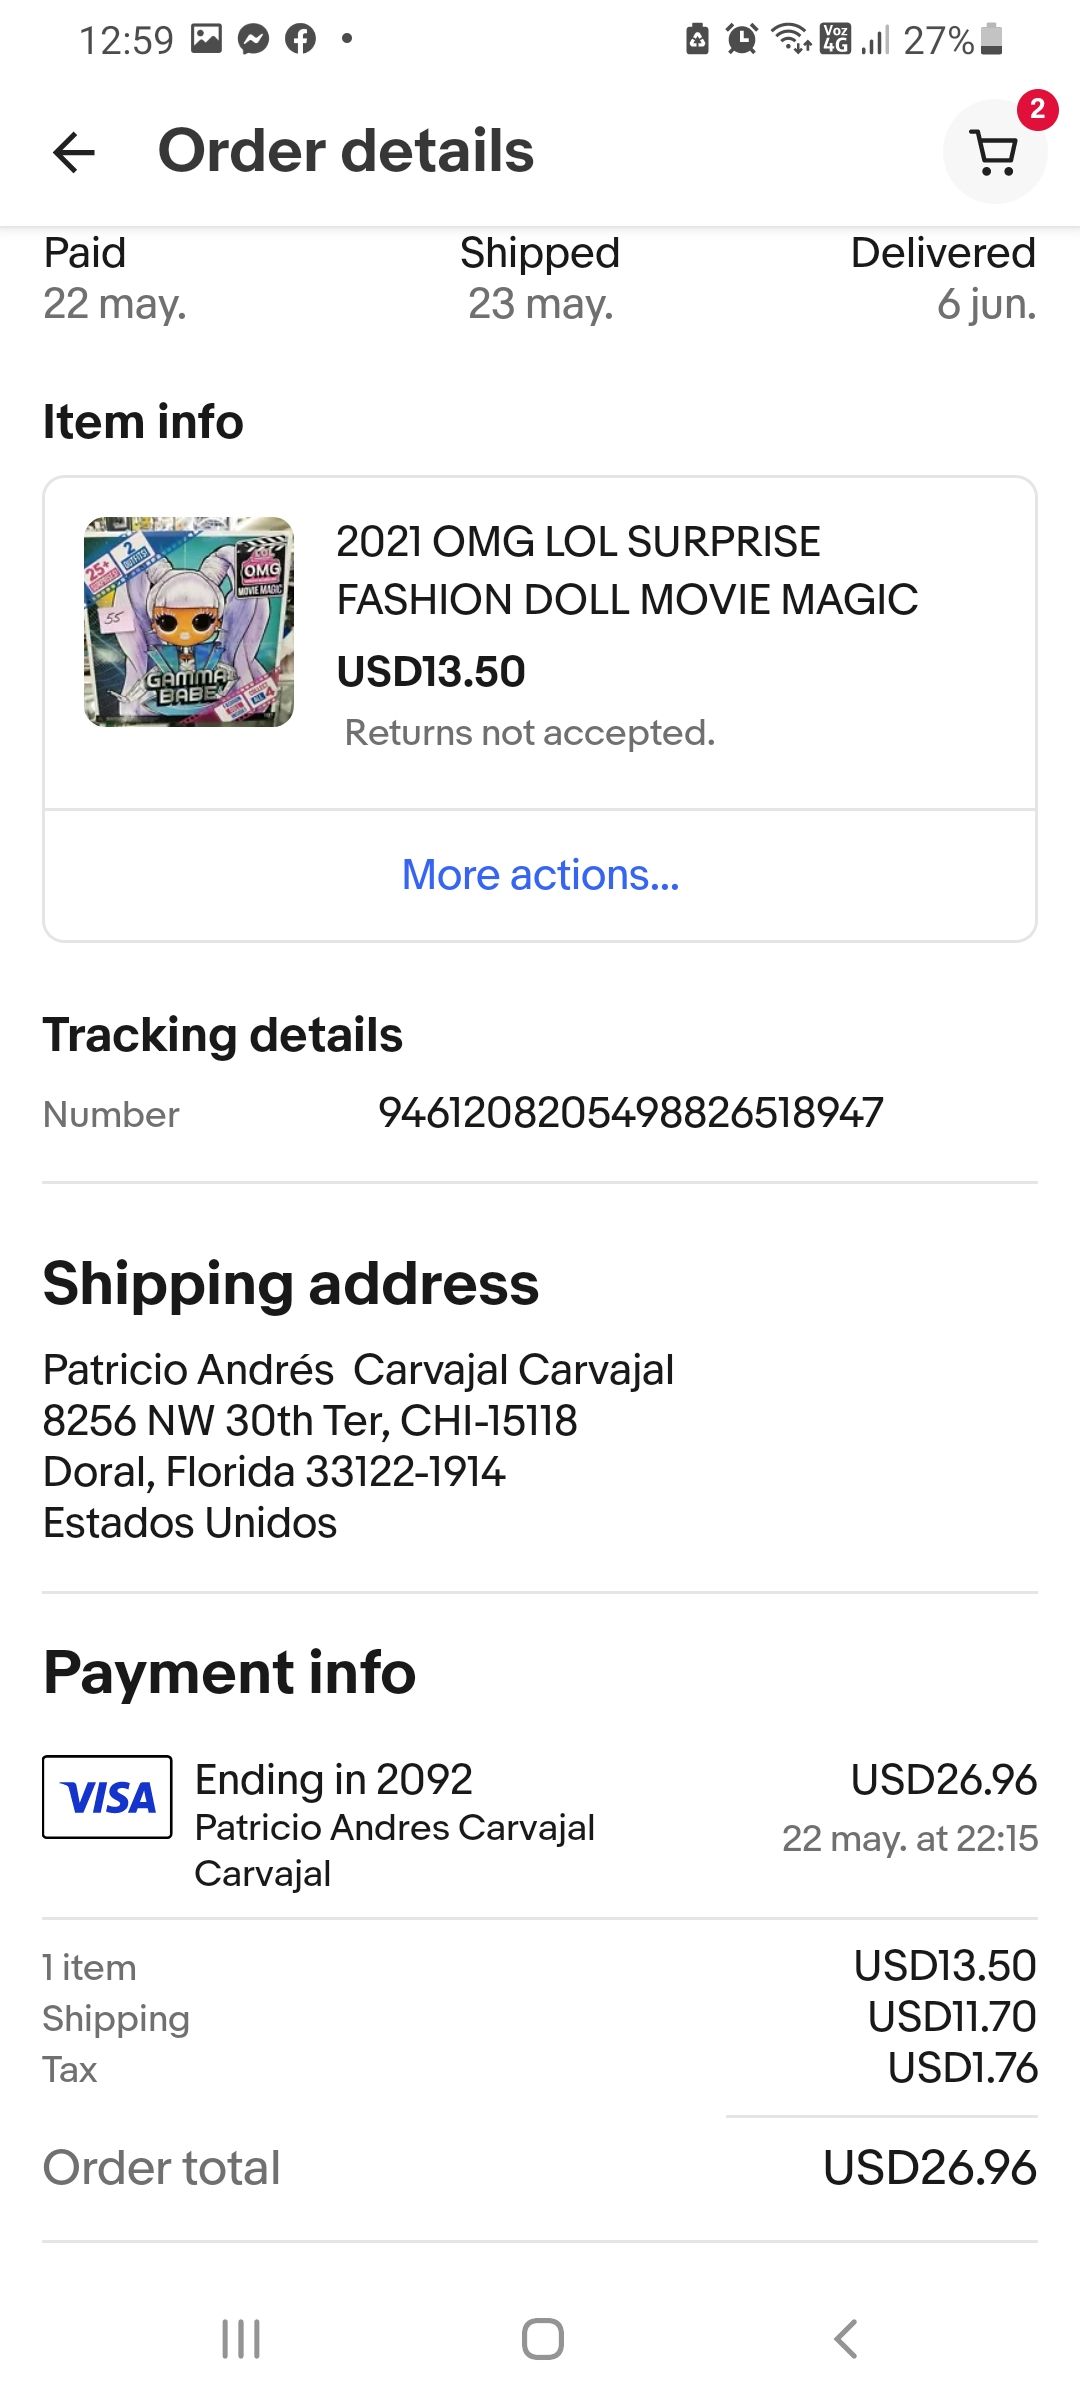 12:59
Voz
4G
27%
Order details
2
Paid
Shipped
Delivered
22 may.
23 may.
6 jun.
Item info
25+
SURPRISES
2
OUTFITS!
OMG
MOVIE MAGIC
55
GAMMA
BABE
2021 OMG LOL SURPRISE
FASHION DOLL MOVIE MAGIC
USD13.50
Returns not accepted.
More actions...
Tracking details
Number
9461208205498826518947
Shipping address
Patricio Andrés  Carvajal Carvajal
8256 NW 30th Ter, CHI-15118
Doral, Florida 33122-1914
Estados Unidos
Payment info
VISA
Ending in 2092
USD26.96
Patricio Andres Carvajal
Carvajal
22 may. at 22:15
1 item
USD13.50
Shipping
USD11.70
Tax
USD1.76
Order total
USD26.96